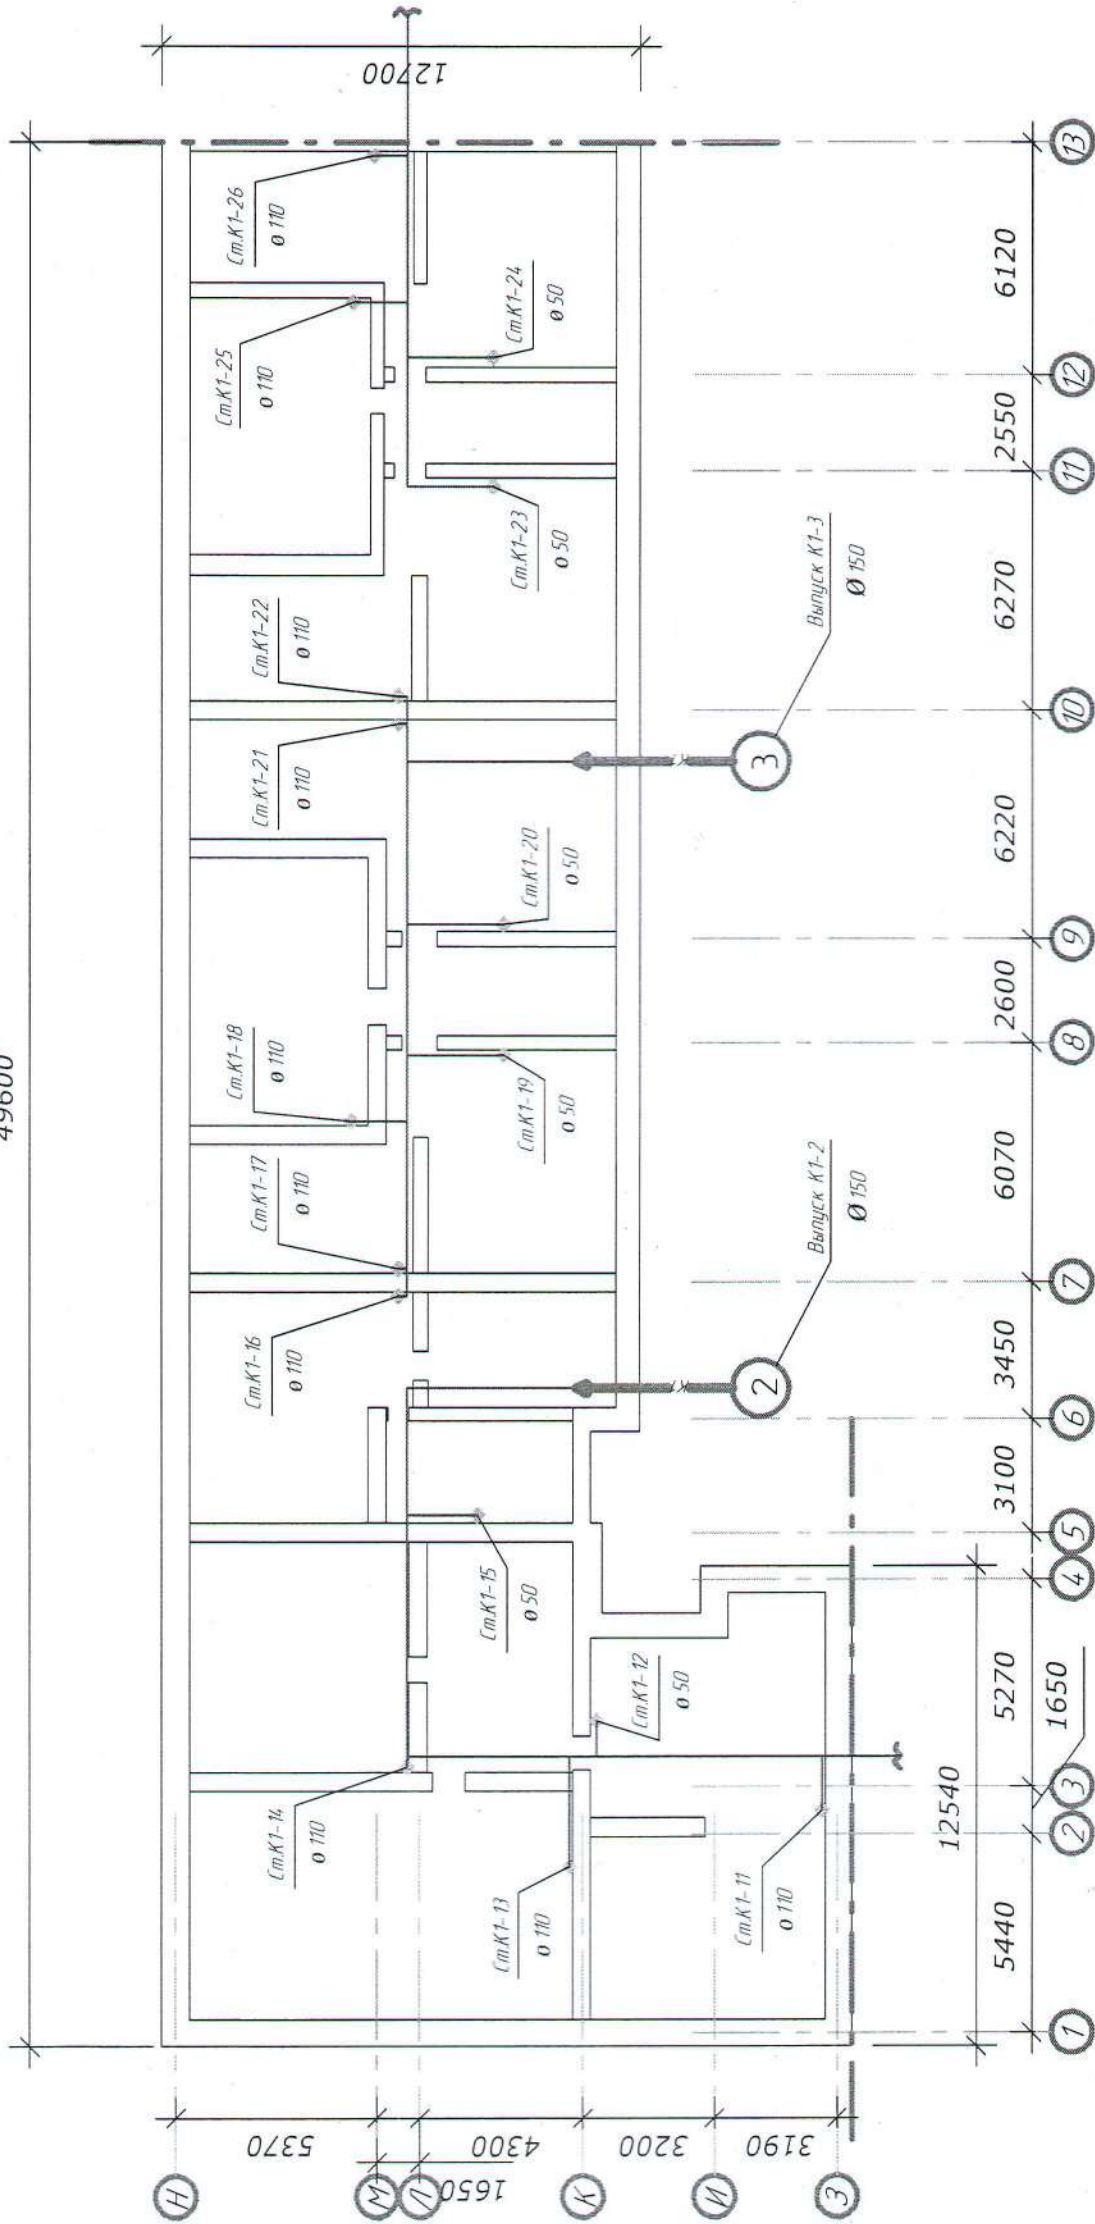 49600
12700
Ст.К1-26
ø 110
Ст.К1-25
ø 110
Ст.К1-24
ø 50
Ст.К1-23
ø 50
Ст.К1-22
ø 110
Ст.К1-21
ø 110
Ст.К1-20
ø 50
Ст.К1-19
ø 50
Ст.К1-18
ø 110
Ст.К1-17
ø 110
Ст.К1-16
ø 110
Ст.К1-15
ø 50
Ст.К1-14
ø 110
Ст.К1-13
ø 110
Ст.К1-12
ø 50
Ст.К1-11
ø 110
3
Выпуск К1-3
Ø 150
2
Выпуск К1-2
Ø 150
5370
1650
4300
3200
3190
Н
М
Л
К
И
З
5440
1650
5270
3100
3450
6070
2600
6220
6270
2550
6120
12540
1
2
3
4
5
6
7
8
9
10
11
12
13